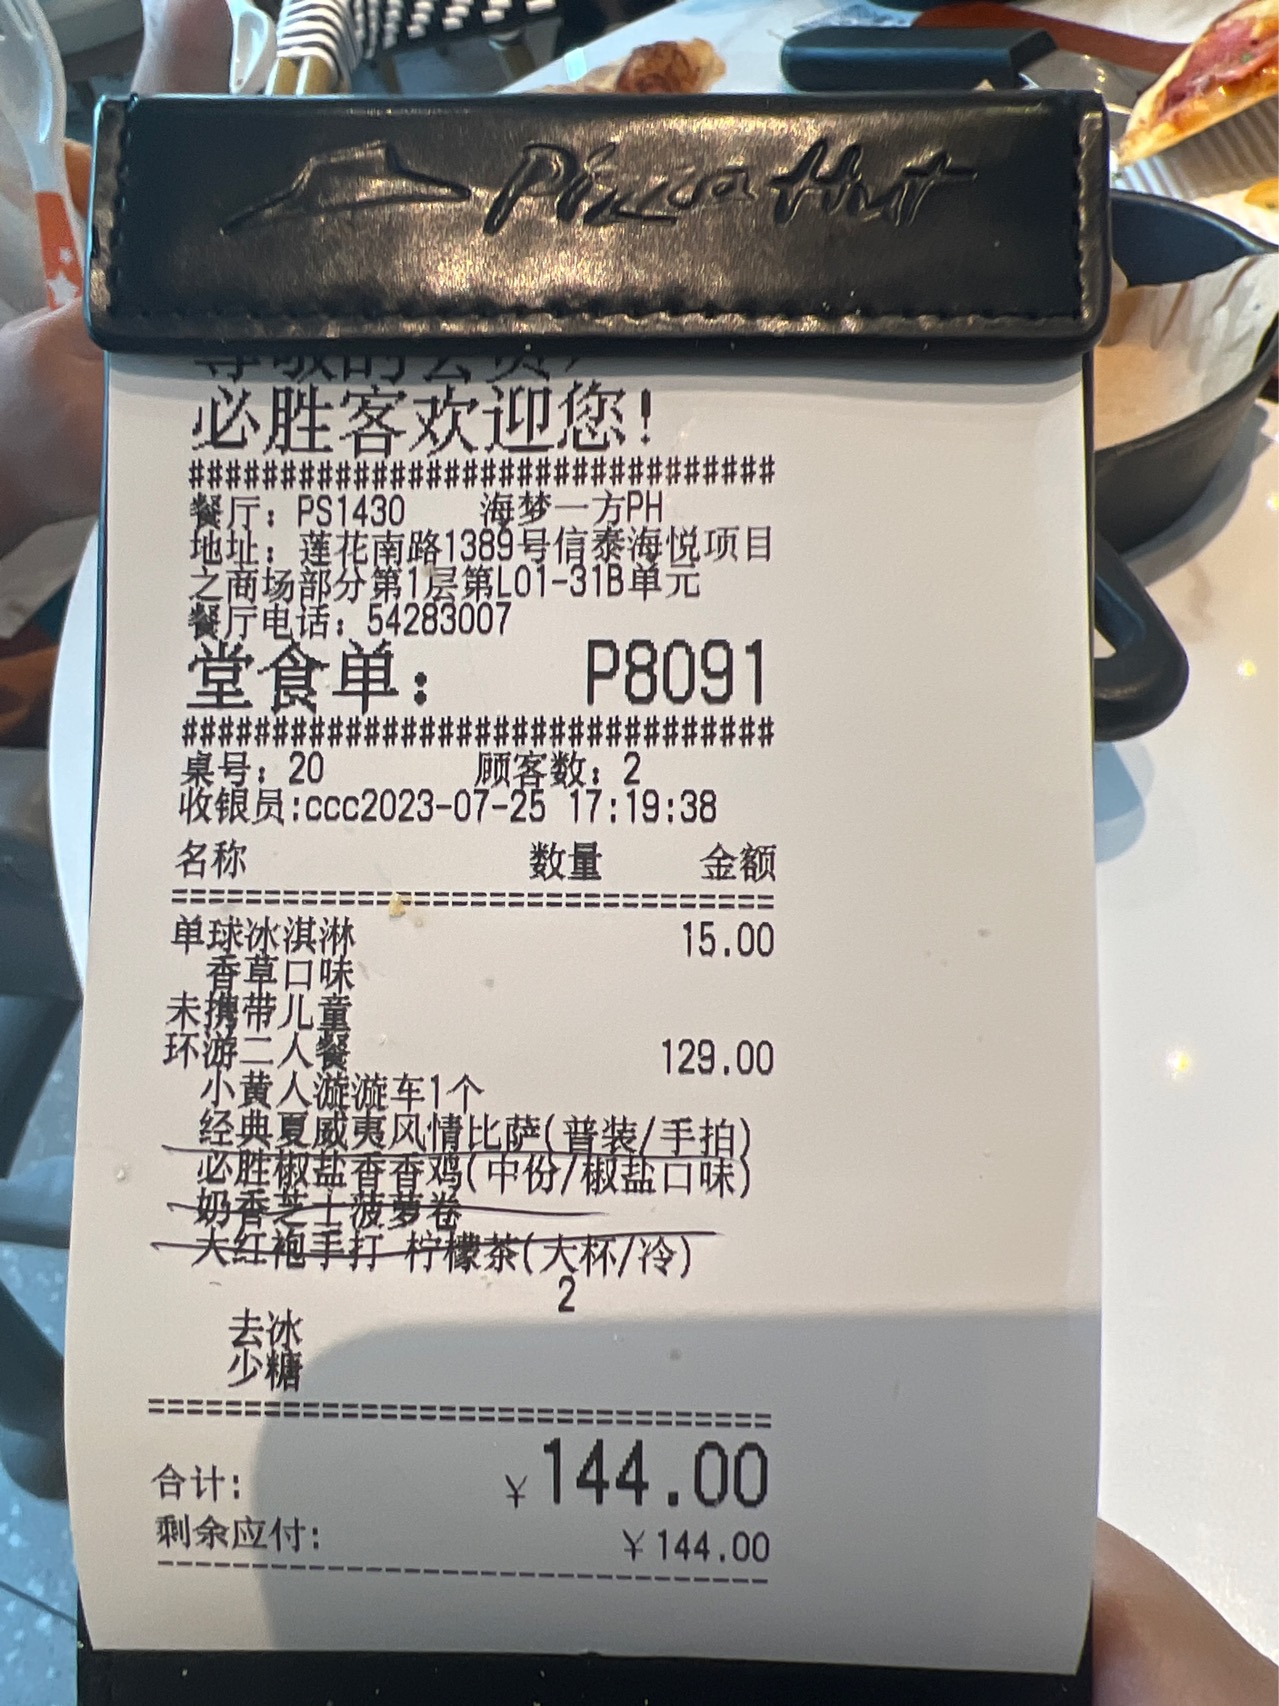 Pizza Hut
尊敬的会员，
必胜客欢迎您！
################################
餐厅：PS1430 海梦一方PH
地址：莲花南路1389号信泰海悦项目
之商场部分第1层第L01-31B单元
餐厅电话：54283007
堂食单： P8091
################################
桌号：20 顾客数：2
收银员:ccc2023-07-25 17:19:38
名称 数量 金额
================================
单球冰淇淋 15.00
香草口味
未携带儿童
环游二人餐 129.00
小黄人漩漩车1个
经典夏威夷风情比萨(普装/手拍)
必胜椒盐香香鸡(中份/椒盐口味)
奶香芝士菠萝卷
大红袍手打 柠檬茶(大杯/冷)
2
去冰
少糖
================================
合计: ￥144.00
剩余应付: ￥144.00
--------------------------------